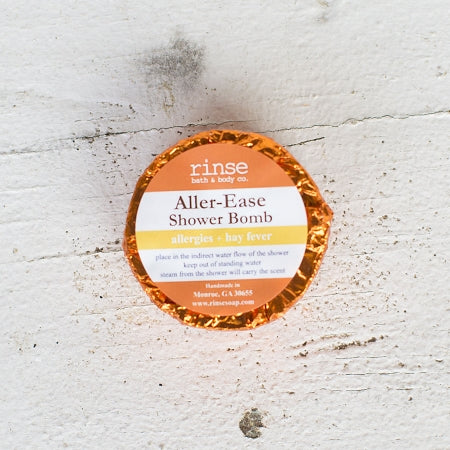 rinse
bath & body co.
Aller-Ease
Shower Bomb
allergies + hay fever
place in the indirect water flow of the shower
keep out of standing water
steam from the shower will carry the scent
Handmade in
Monroe, GA 30655
www.rinsesoap.com